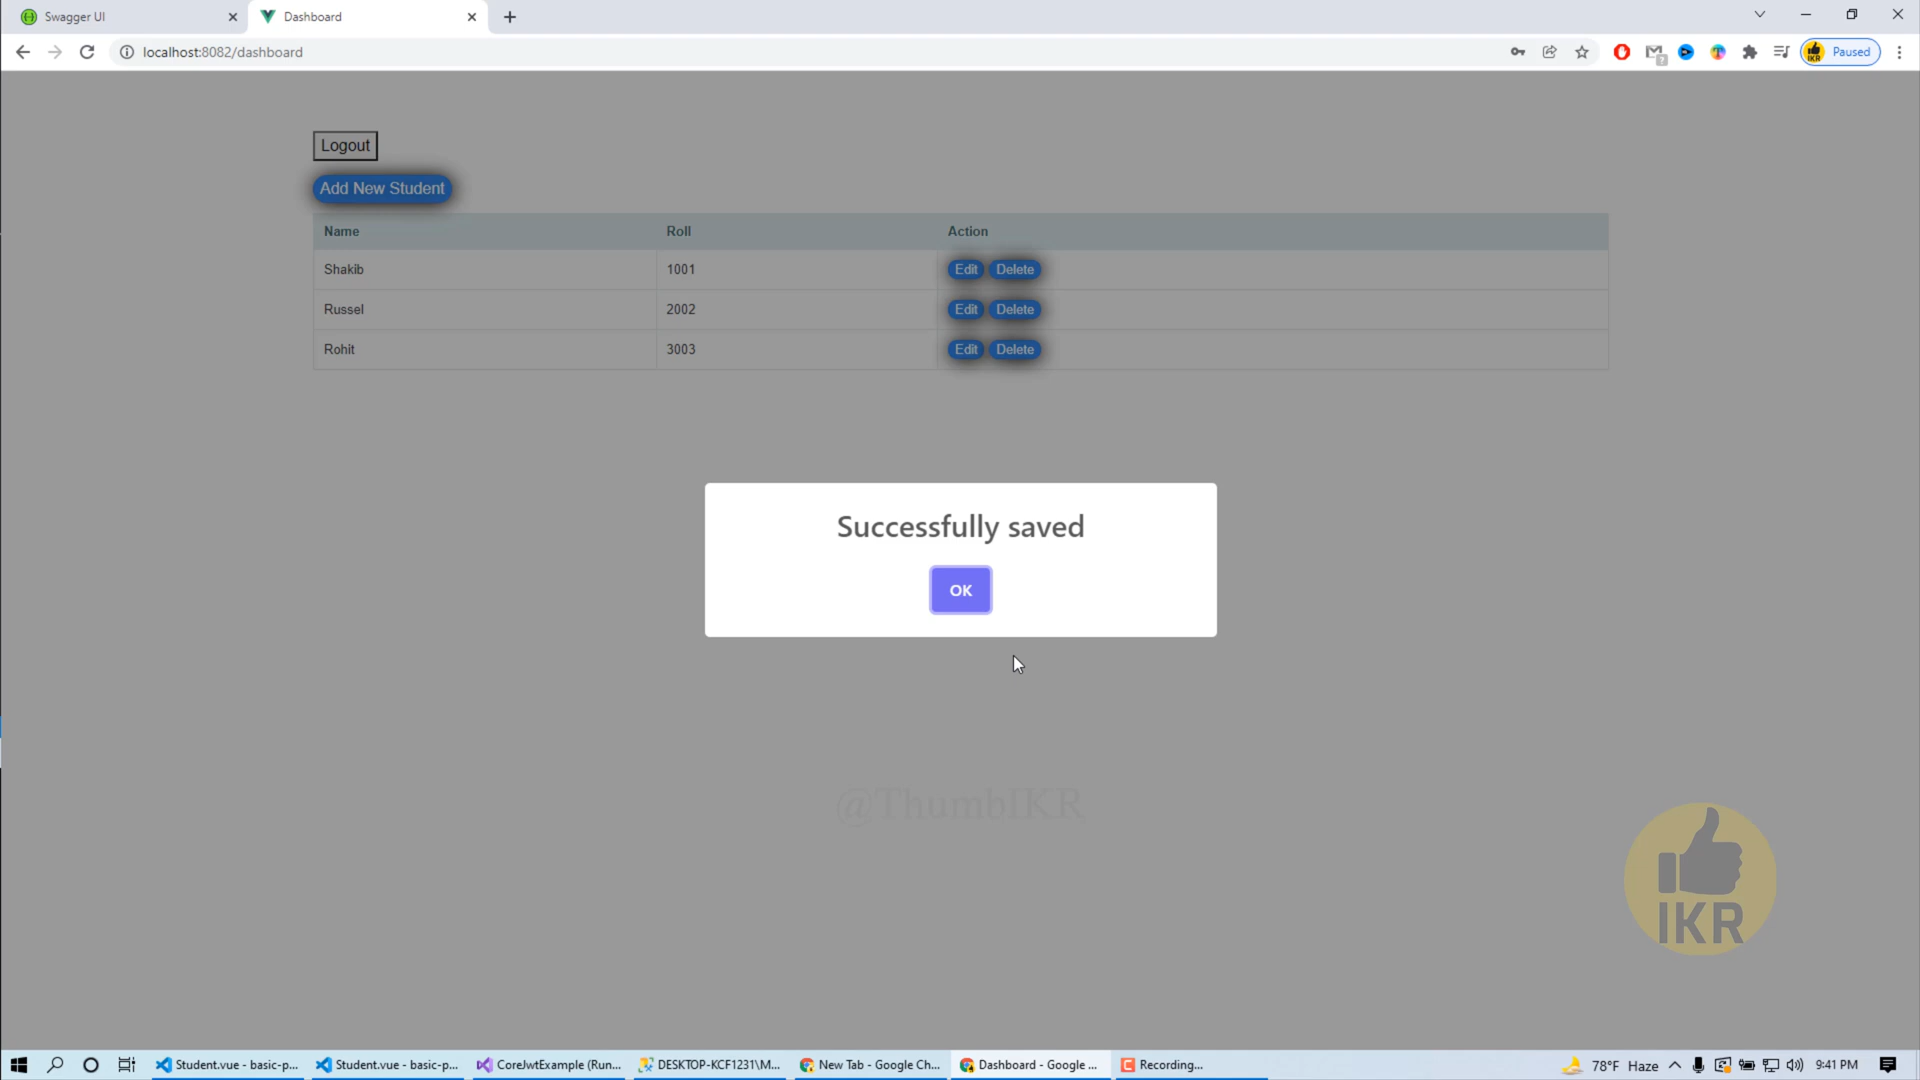 Swagger UI
Dashboard
localhost:8082/dashboard
IKR
Paused
Logout
Add New Student
Name Roll Action
Shakib 1001 Edit Delete
Russel 2002 Edit Delete
Rohit 3003 Edit Delete
Successfully saved
OK
@ThumbIKR
IKR
Student.vue - basic-p...
Student.vue - basic-p...
CoreJwtExample (Run...
DESKTOP-KCF1231\M...
New Tab - Google Ch...
Dashboard - Google ...
Recording...
78°F Haze
9:41 PM